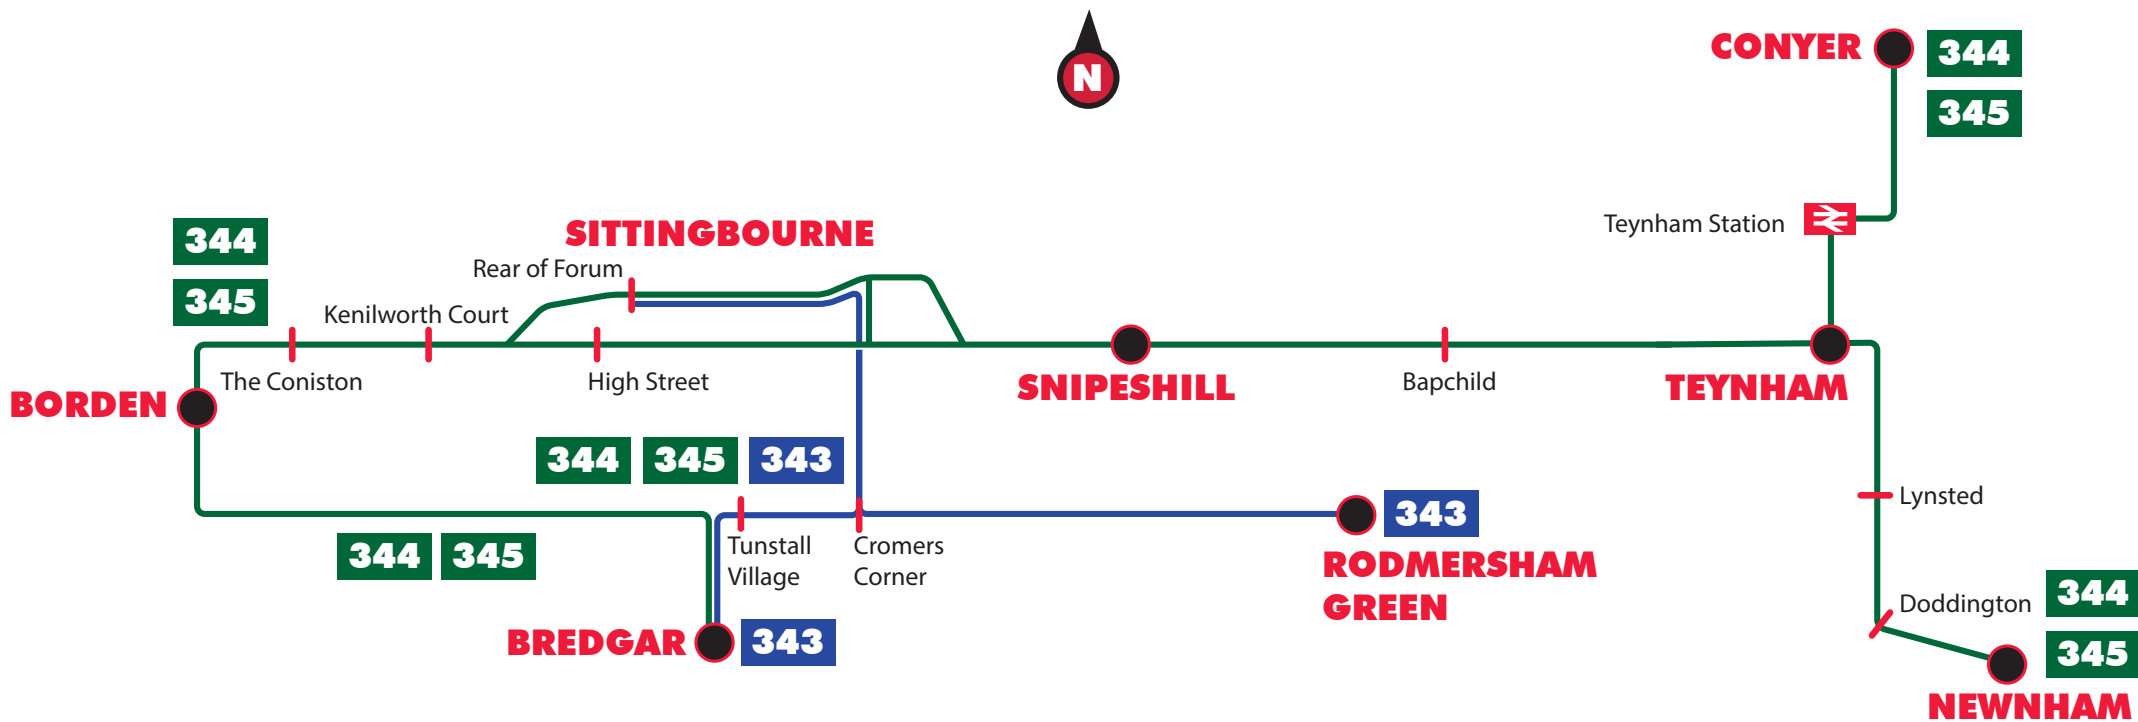 N
CONYER
344
345
Teynham Station
344
345
SITTINGBOURNE
Rear of Forum
Kenilworth Court
The Coniston
High Street
BORDEN
SNIPESHILL
Bapchild
TEYNHAM
344 345 343
343
Lynsted
344 345
Tunstall
Village
Cromers
Corner
RODMERSHAM
GREEN
Doddington
344
345
BREDGAR
343
NEWNHAM